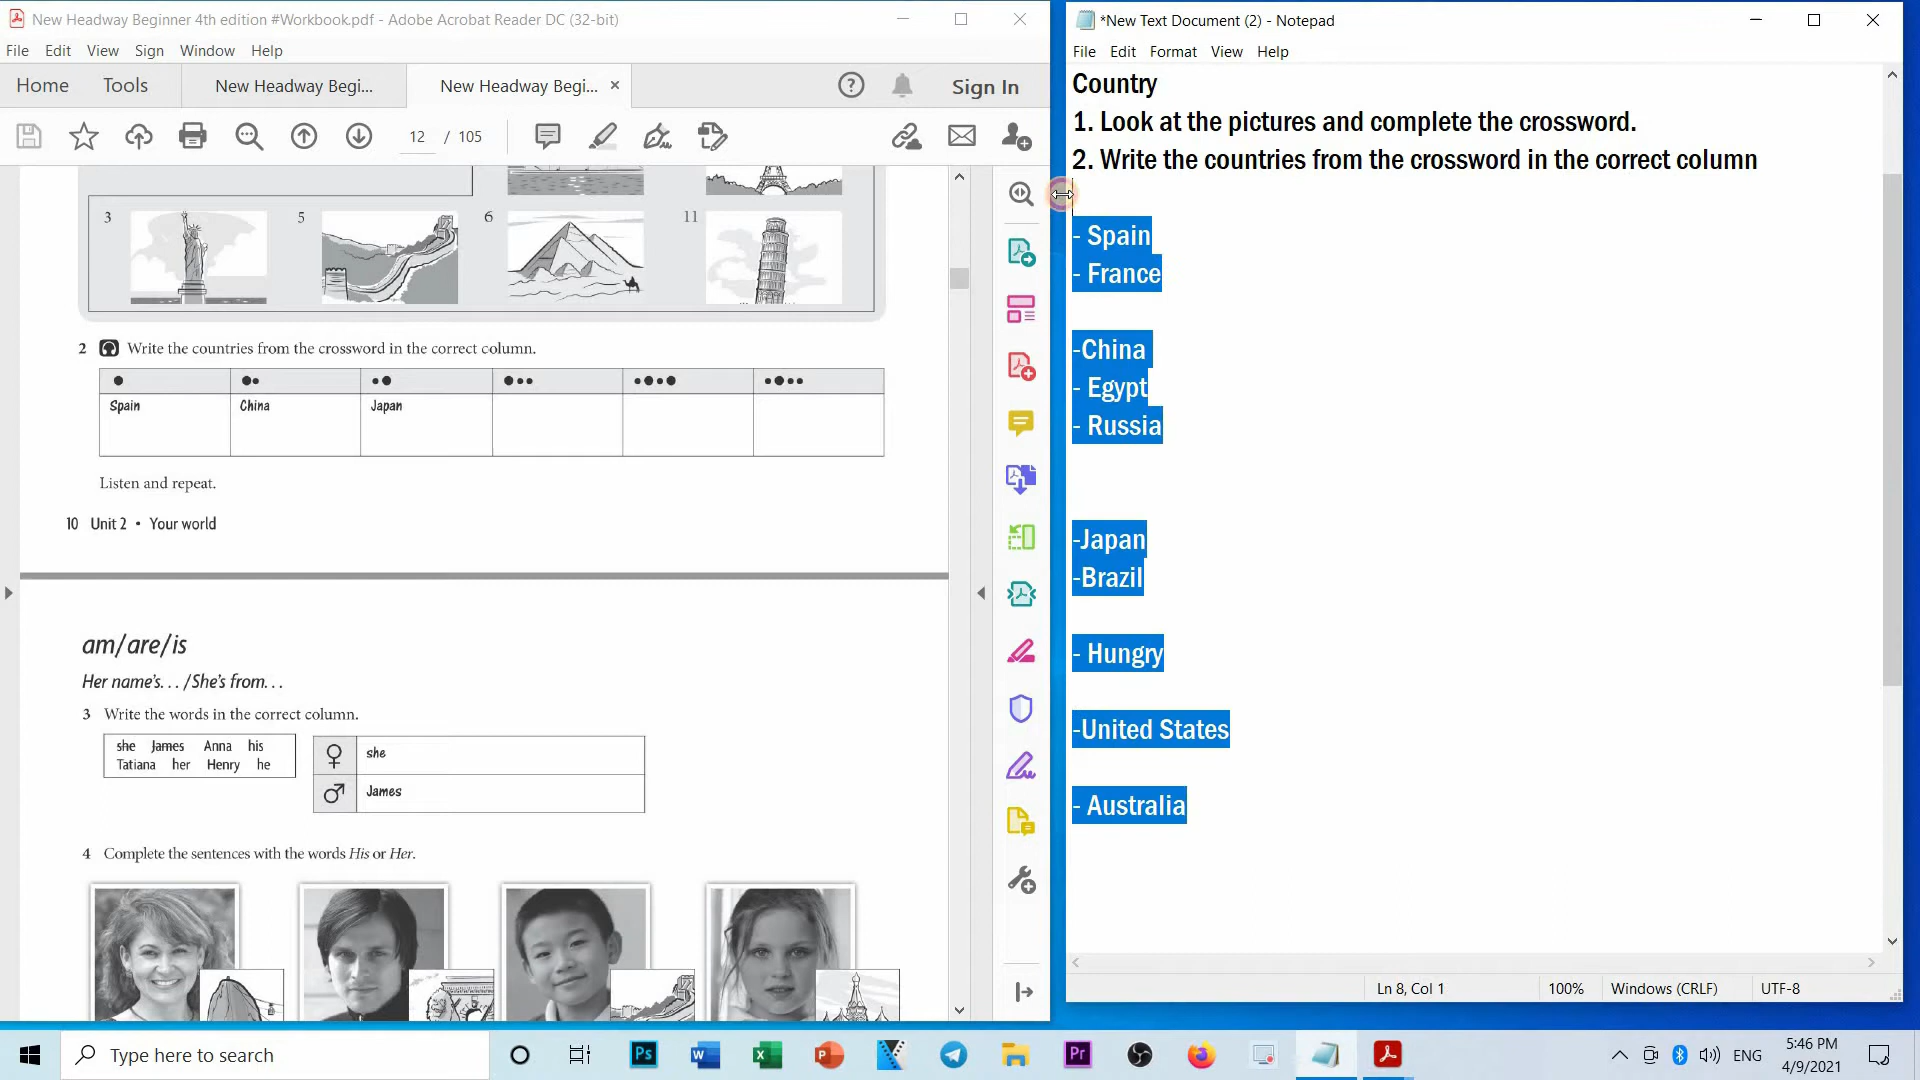 New Headway Beginner 4th edition #Workbook.pdf - Adobe Acrobat Reader DC (32-bit)
File Edit View Sign Window Help
Home Tools New Headway Begi... New Headway Begi... × Sign In
12 / 105
3 5 6 11
2 Write the countries from the crossword in the correct column.
Spain China Japan
Listen and repeat.
10 Unit 2 • Your world
am/are/is
Her name's. . . /She's from. . .
3 Write the words in the correct column.
she James Anna his
Tatiana her Henry he
she
James
4 Complete the sentences with the words His or Her.
*New Text Document (2) - Notepad
File Edit Format View Help
Country
1. Look at the pictures and complete the crossword.
2. Write the countries from the crossword in the correct column
- Spain
- France
-China
- Egypt
- Russia
-Japan
-Brazil
- Hungry
-United States
- Australia
Ln 8, Col 1 100% Windows (CRLF) UTF-8
Type here to search
Ps W X P Pr
ENG
5:46 PM
4/9/2021